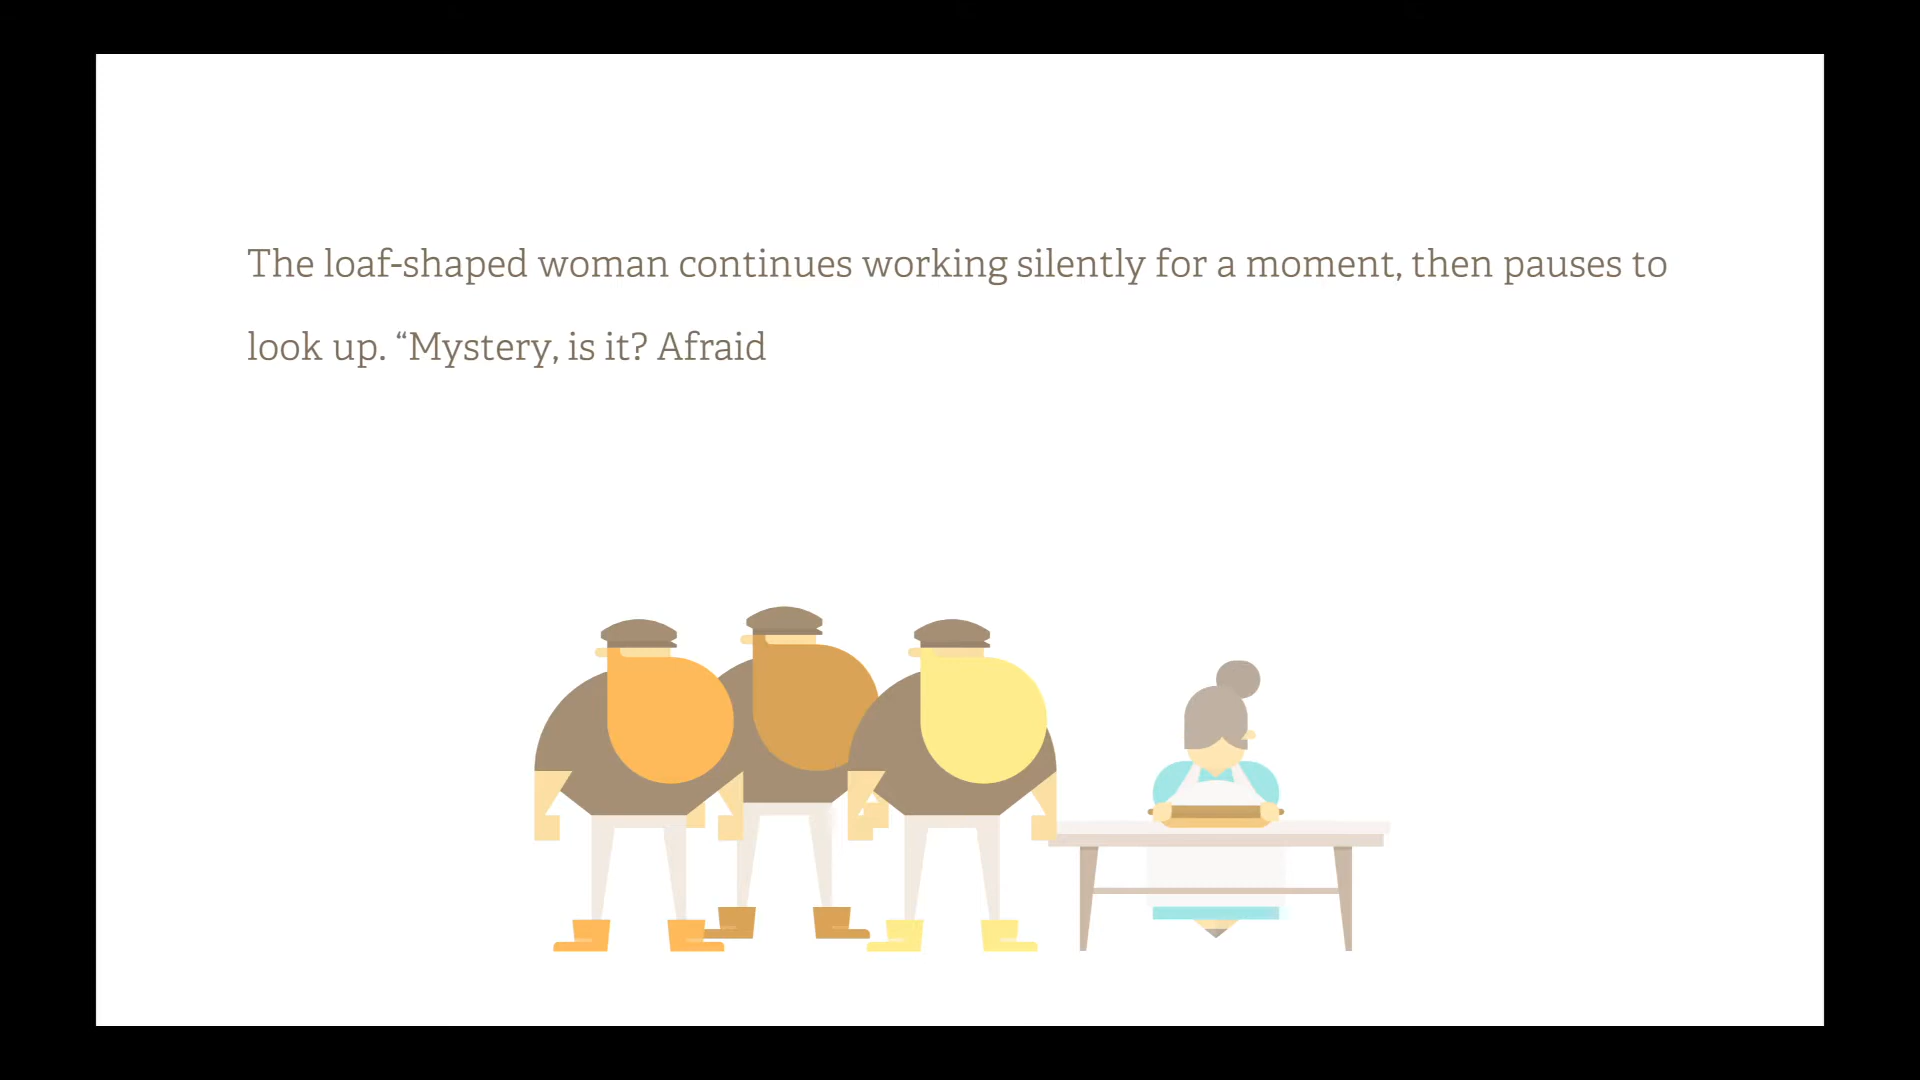 The loaf-shaped woman continues working silently for a moment, then pauses to
look up. “Mystery, is it? Afraid